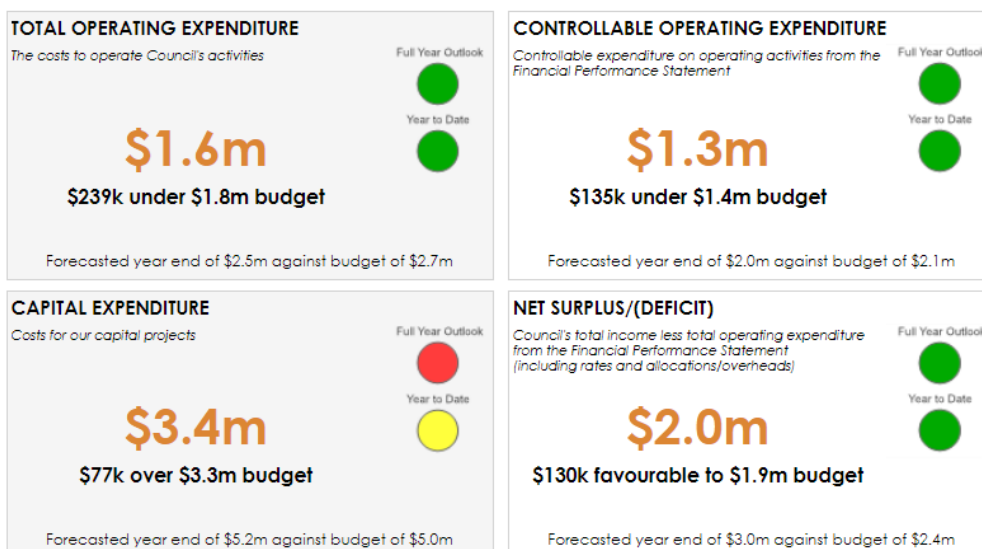 TOTAL OPERATING EXPENDITURE
The costs to operate Council's activities
Full Year Outlook
Year to Date
$1.6m
$239k under $1.8m budget
Forecasted year end of $2.5m against budget of $2.7m
CONTROLLABLE OPERATING EXPENDITURE
Controllable expenditure on operating activities from the
Financial Performance Statement
Full Year Outlook
Year to Date
$1.3m
$135k under $1.4m budget
Forecasted year end of $2.0m against budget of $2.1m
CAPITAL EXPENDITURE
Costs for our capital projects
Full Year Outlook
Year to Date
$3.4m
$77k over $3.3m budget
Forecasted year end of $5.2m against budget of $5.0m
NET SURPLUS/(DEFICIT)
Council's total income less total operating expenditure
from the Financial Performance Statement
(including rates and allocations/overheads)
Full Year Outlook
Year to Date
$2.0m
$130k favourable to $1.9m budget
Forecasted year end of $3.0m against budget of $2.4m